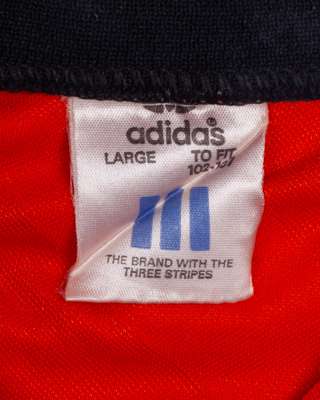 adidas
LARGE TO FIT
THE BRAND WITH THE
THREE STRIPES